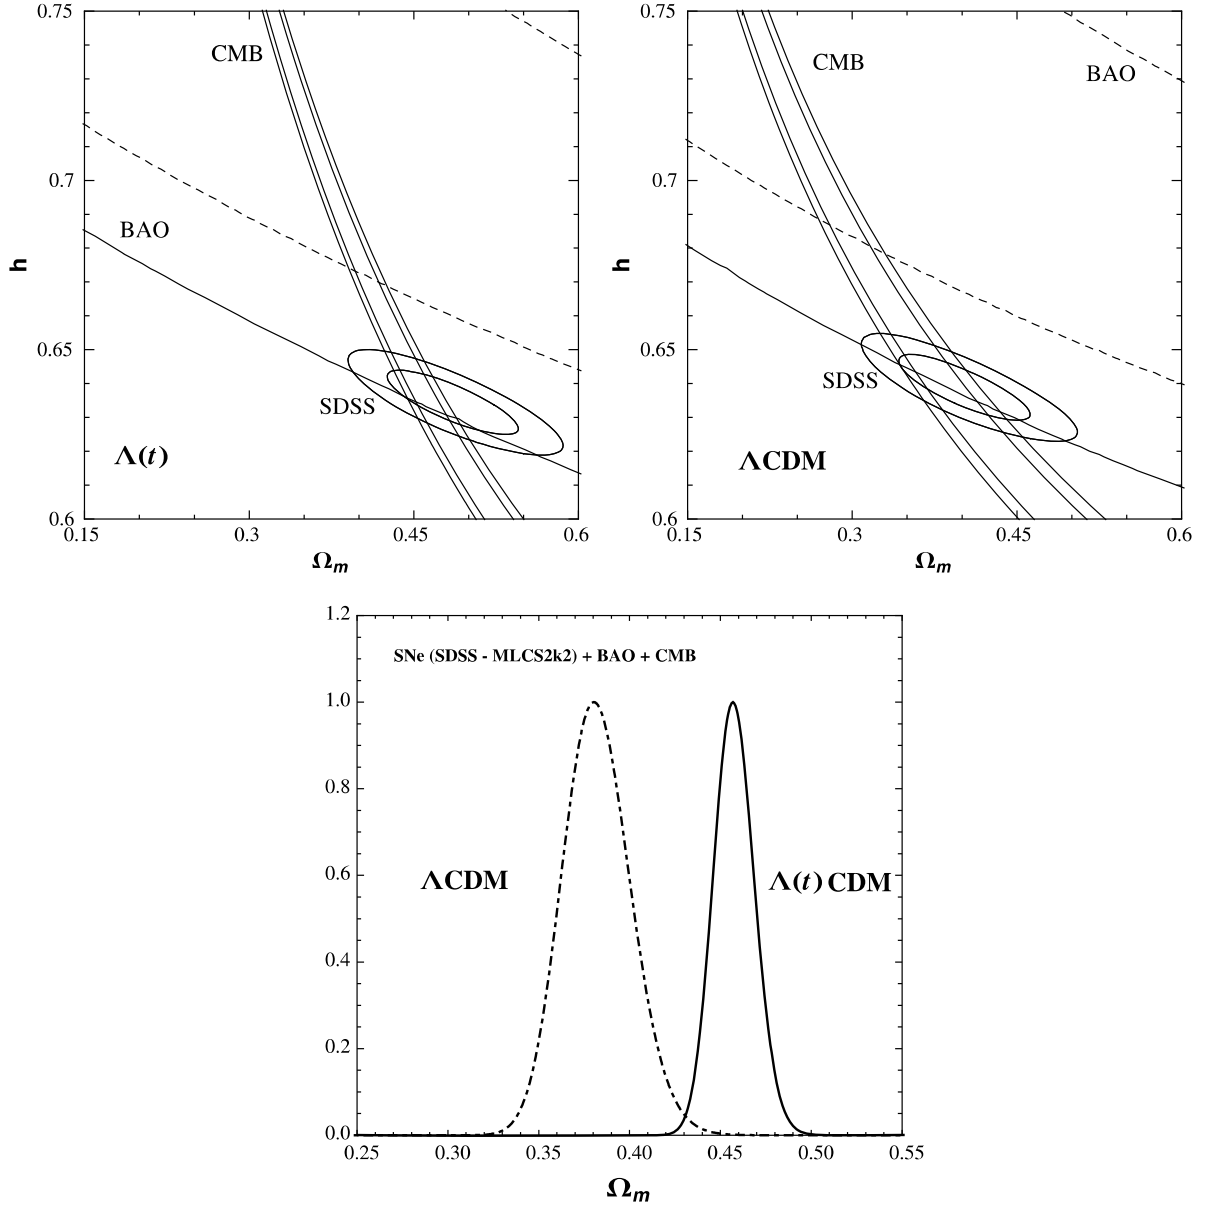 0.75
CMB
0.7
BAO
h
0.65
SDSS
Λ(t)
0.6
0.15
0.3
0.45
0.6
Ωm
0.75
CMB
BAO
0.7
h
0.65
SDSS
ΛCDM
0.6
0.15
0.3
0.45
0.6
Ωm
1.2
SNe (SDSS - MLCS2k2) + BAO + CMB
1.0
0.8
0.6
ΛCDM
Λ(t) CDM
0.4
0.2
0.0
0.25
0.30
0.35
0.40
0.45
0.50
0.55
Ωm